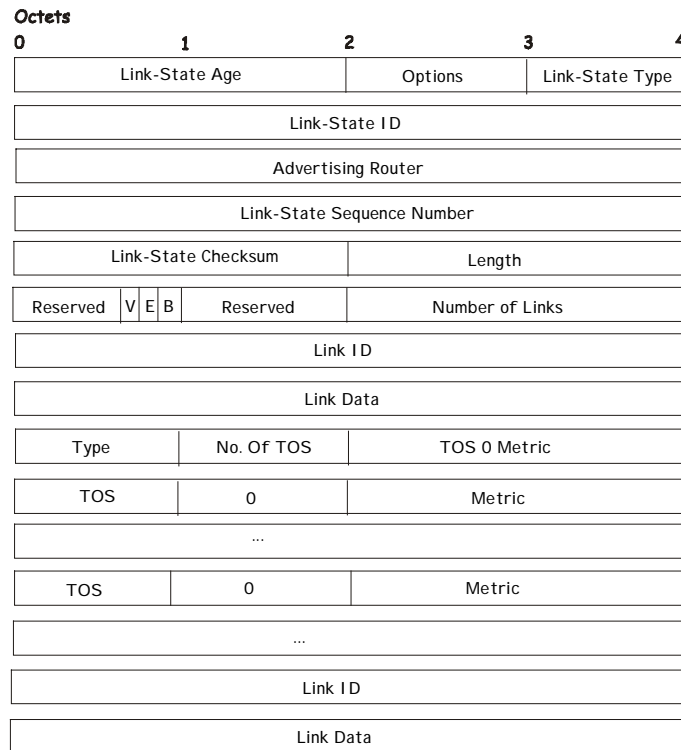 Octets
0 1 2 3 4
Link-State Age Options Link-State Type
Link-State ID
Advertising Router
Link-State Sequence Number
Link-State Checksum Length
Reserved V E B Reserved Number of Links
Link ID
Link Data
Type No. Of TOS TOS 0 Metric
TOS 0 Metric
...
TOS 0 Metric
...
Link ID
Link Data